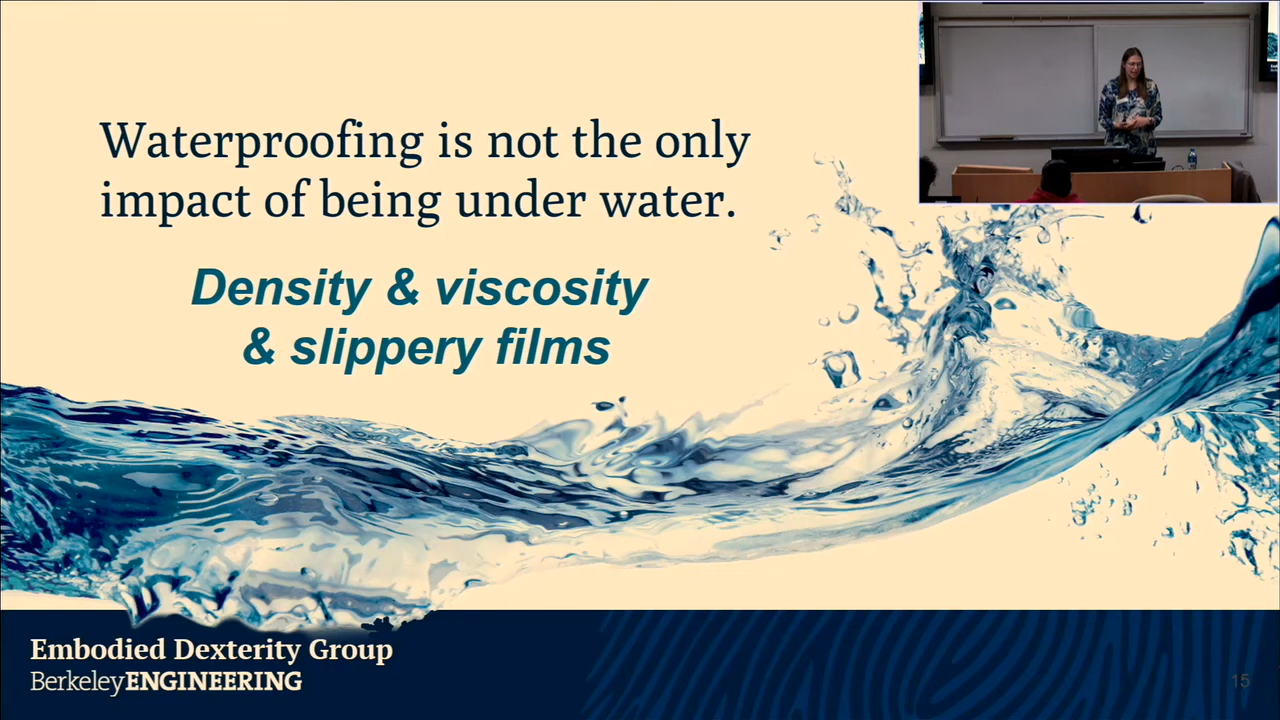 Waterproofing is not the only
impact of being under water.
Density & viscosity
& slippery films
Embodied Dexterity Group
BerkeleyENGINEERING
15